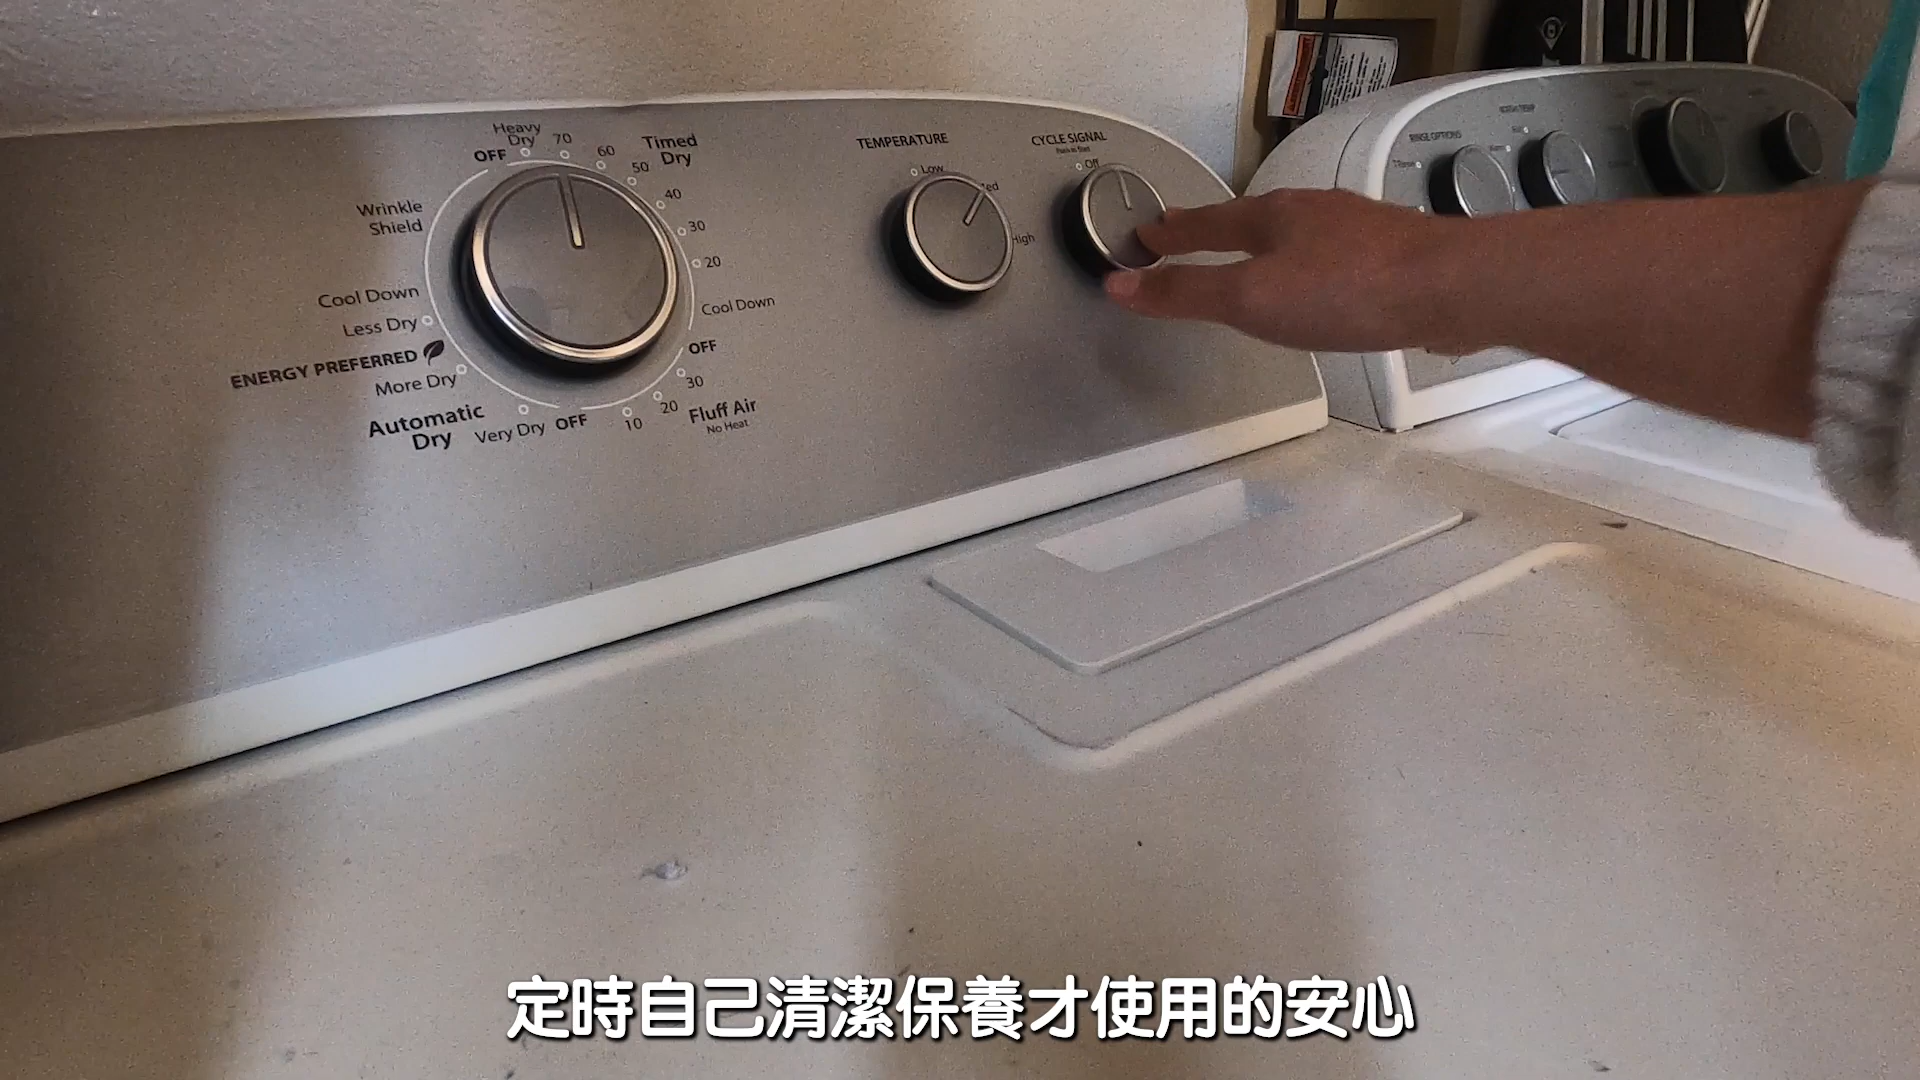 Heavy
Dry
OFF
70
60
50
40
30
20
Timed
Dry
Cool Down
OFF
30
20
10
Fluff Air
No Heat
OFF
Very Dry
Automatic
Dry
More Dry
ENERGY PREFERRED
Less Dry
Cool Down
Wrinkle
Shield
TEMPERATURE
Low
High
CYCLE SIGNAL
Off
RINSE OPTIONS
定時自己清潔保養才使用的安心